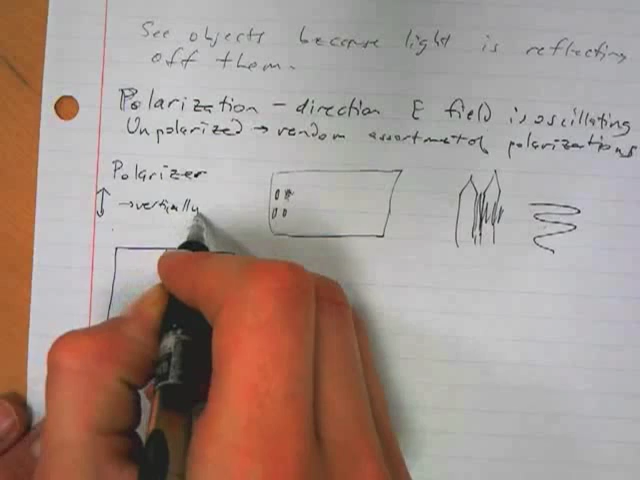 See objects because light is reflecting
off them.
Polarization - direction E field is oscillating
Unpolarized → random assortment of polarizations
Polarizer
→ vertically